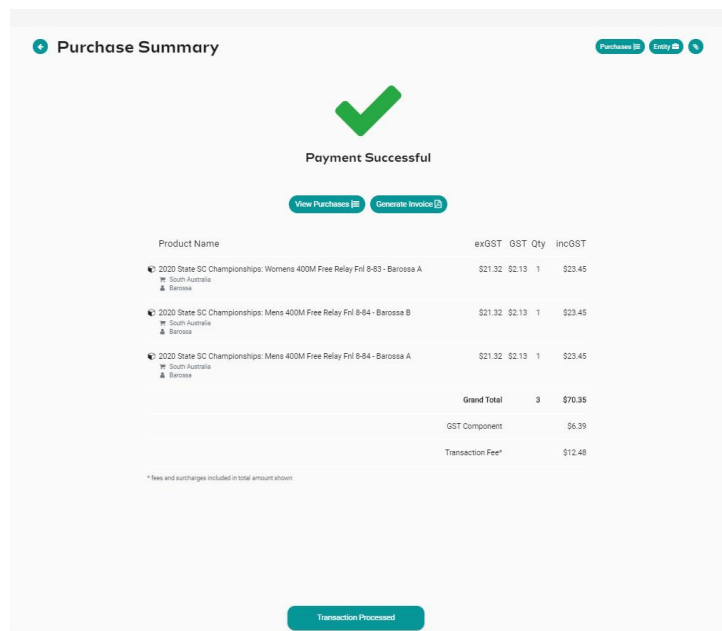 Purchase Summary
Purchases Entity
Payment Successful
View Purchases Generate Invoice
Product Name exGST GST Qty incGST
2020 State SC Championships: Womens 400M Free Relay Fnl 8-83 - Barossa A $21.32 $2.13 1 $23.45
South Australia
Barossa
2020 State SC Championships: Mens 400M Free Relay Fnl 8-84 - Barossa B $21.32 $2.13 1 $23.45
South Australia
Barossa
2020 State SC Championships: Mens 400M Free Relay Fnl 8-84 - Barossa A $21.32 $2.13 1 $23.45
South Australia
Barossa
Grand Total 3 $70.35
GST Component $6.39
Transaction Fee* $12.48
* fees and surcharges included in total amount shown
Transaction Processed